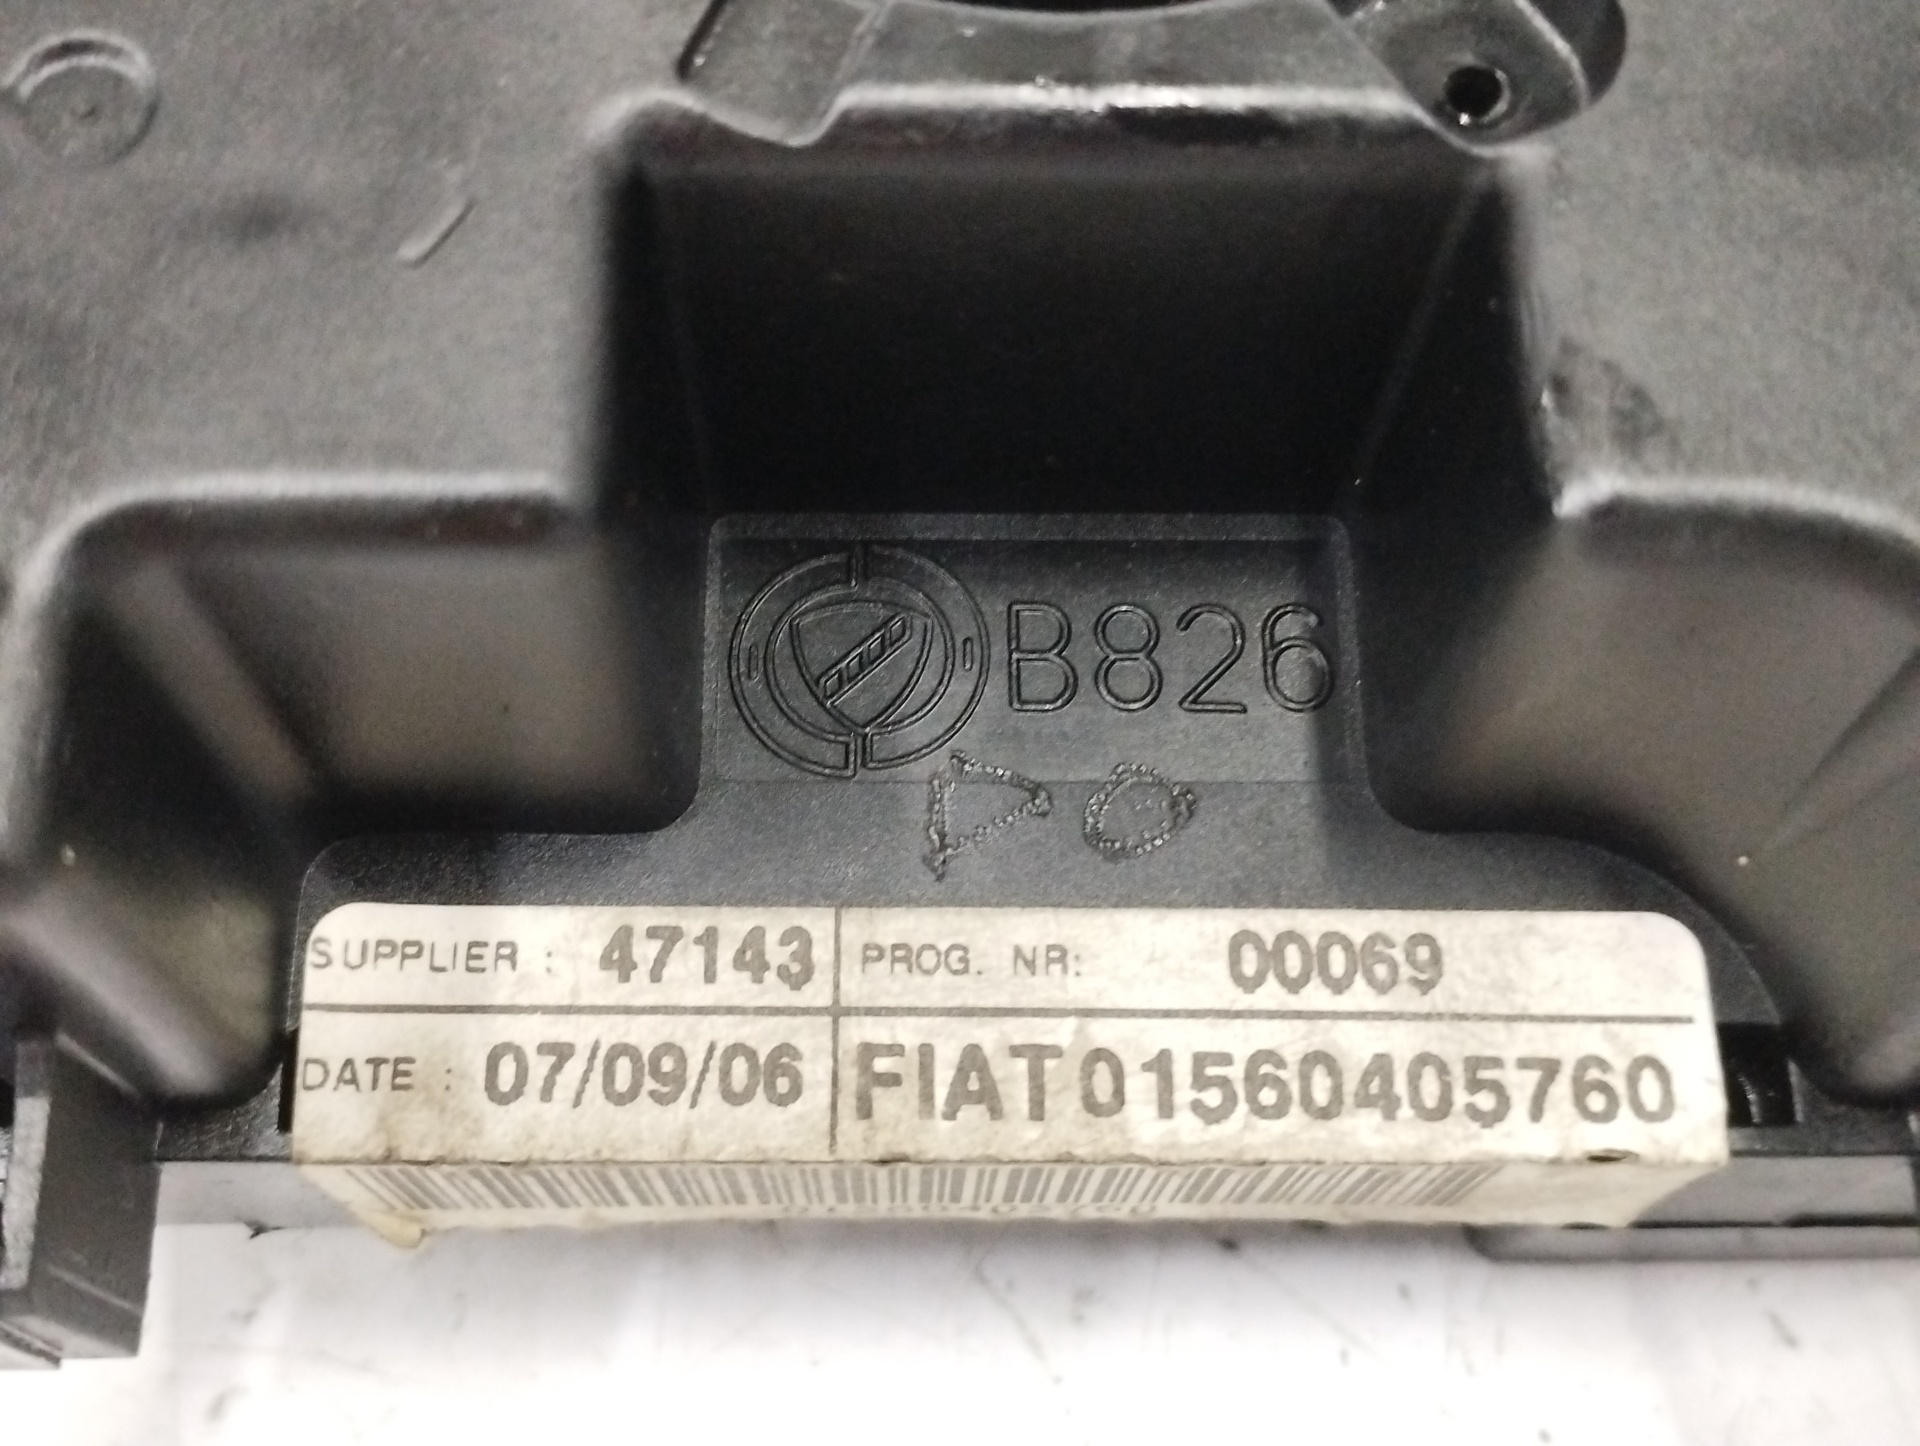 B826
SUPPLIER : 47143 PROG. NR: 00069
DATE : 07/09/06 FIAT 01560405760